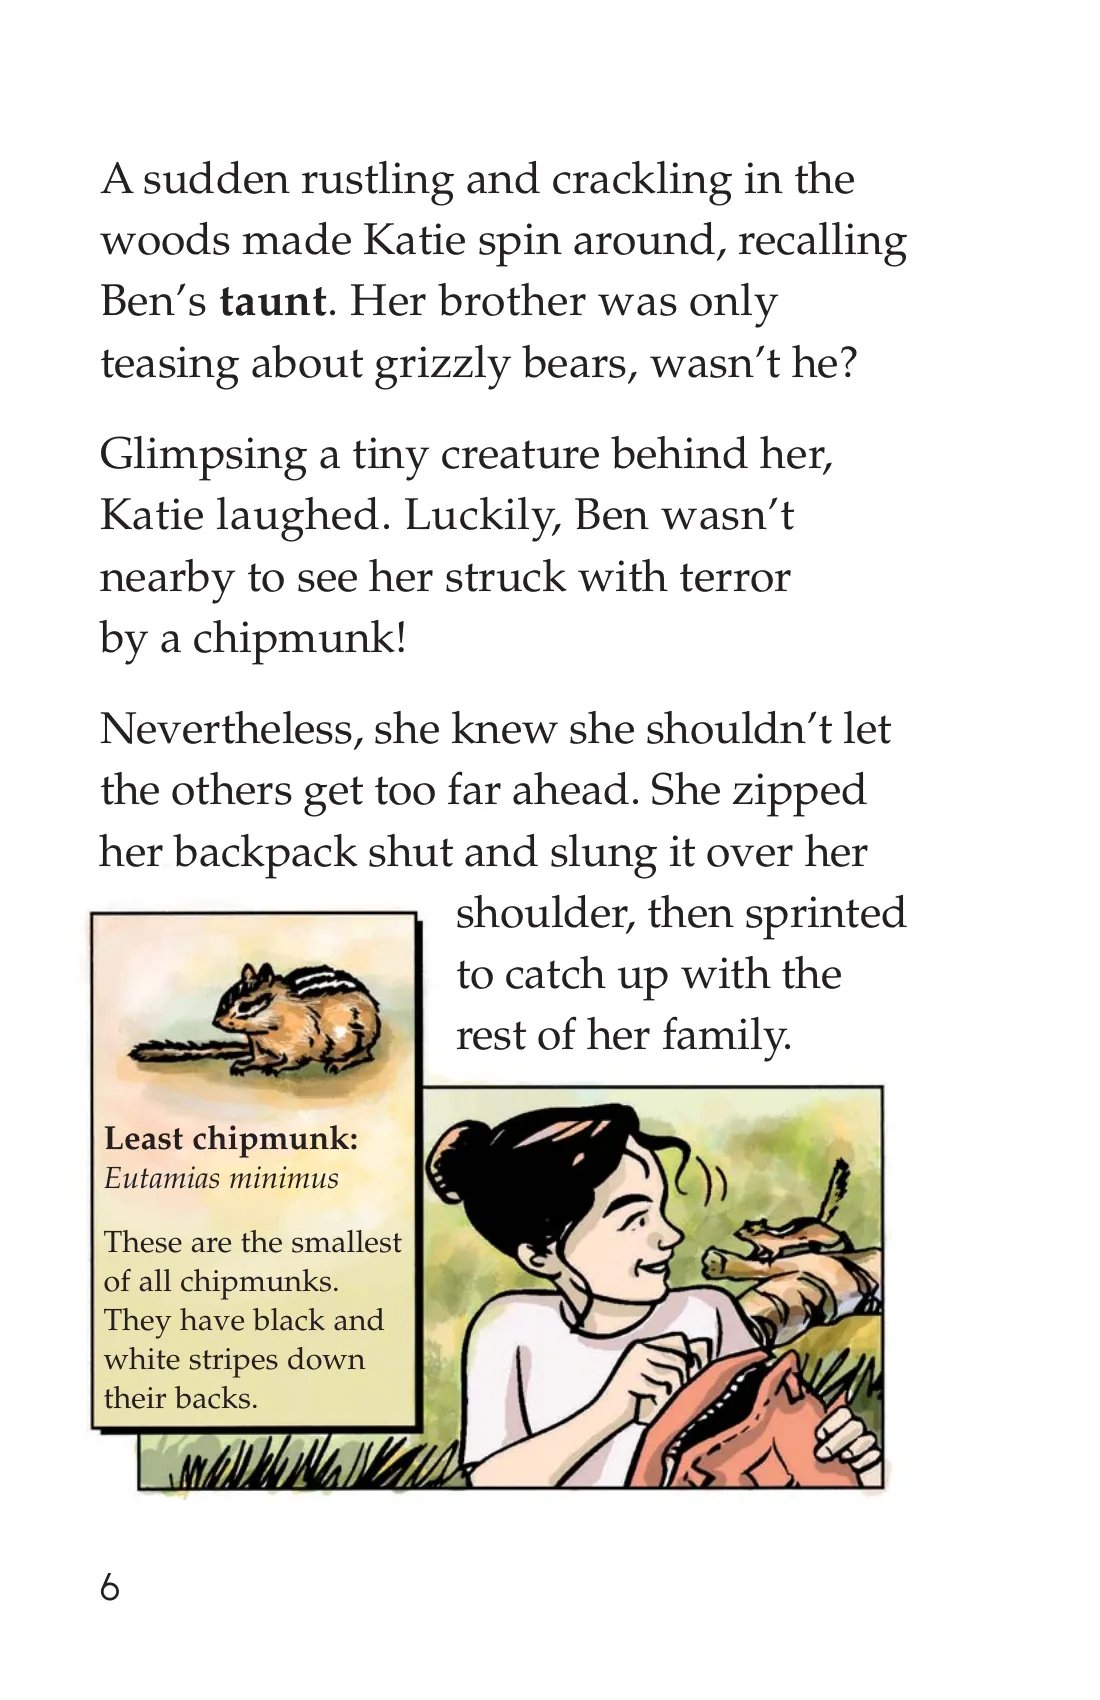 A sudden rustling and crackling in the
woods made Katie spin around, recalling
Ben’s taunt. Her brother was only
teasing about grizzly bears, wasn’t he?
Glimpsing a tiny creature behind her,
Katie laughed. Luckily, Ben wasn’t
nearby to see her struck with terror
by a chipmunk!
Nevertheless, she knew she shouldn’t let
the others get too far ahead. She zipped
her backpack shut and slung it over her
shoulder, then sprinted
to catch up with the
rest of her family.
Least chipmunk:
Eutamias minimus
These are the smallest
of all chipmunks.
They have black and
white stripes down
their backs.
6